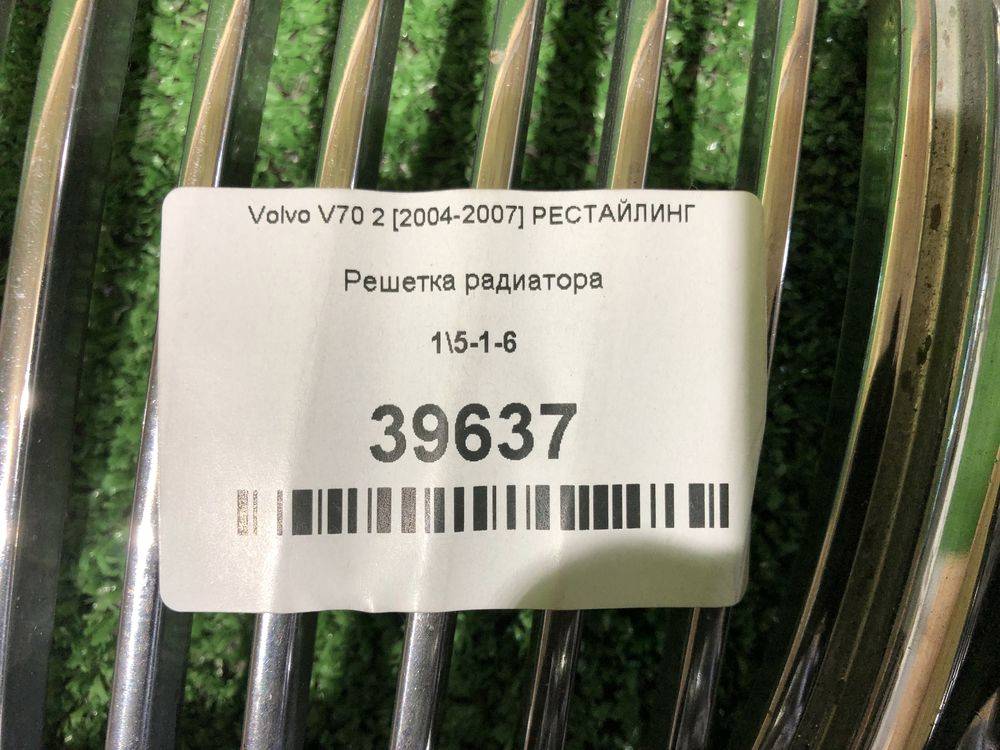 Volvo V70 2 [2004-2007] РЕСТАЙЛИНГ
Решетка радиатора
1\5-1-6
39637